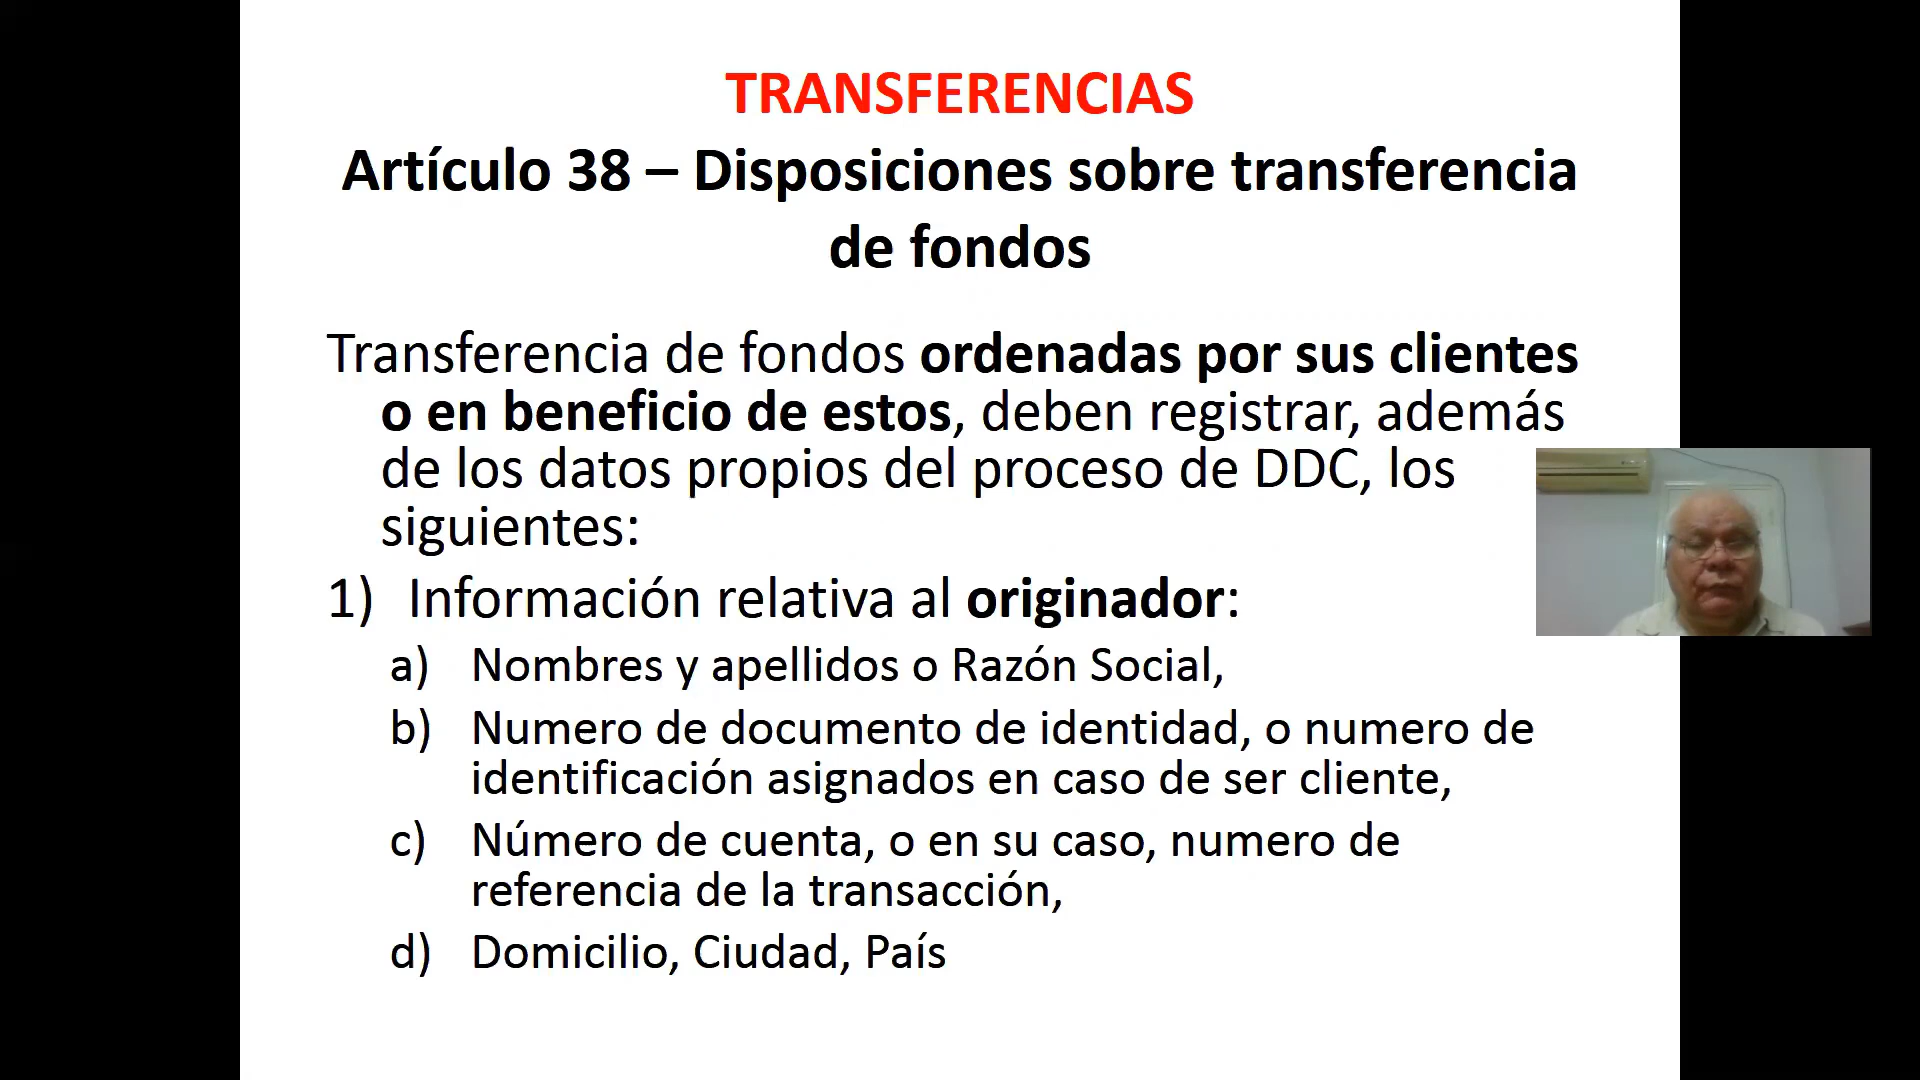 TRANSFERENCIAS
Artículo 38 – Disposiciones sobre transferencia
de fondos
Transferencia de fondos ordenadas por sus clientes
o en beneficio de estos, deben registrar, además
de los datos propios del proceso de DDC, los
siguientes:
1) Información relativa al originador:
a) Nombres y apellidos o Razón Social,
b) Numero de documento de identidad, o numero de
identificación asignados en caso de ser cliente,
c) Número de cuenta, o en su caso, numero de
referencia de la transacción,
d) Domicilio, Ciudad, País